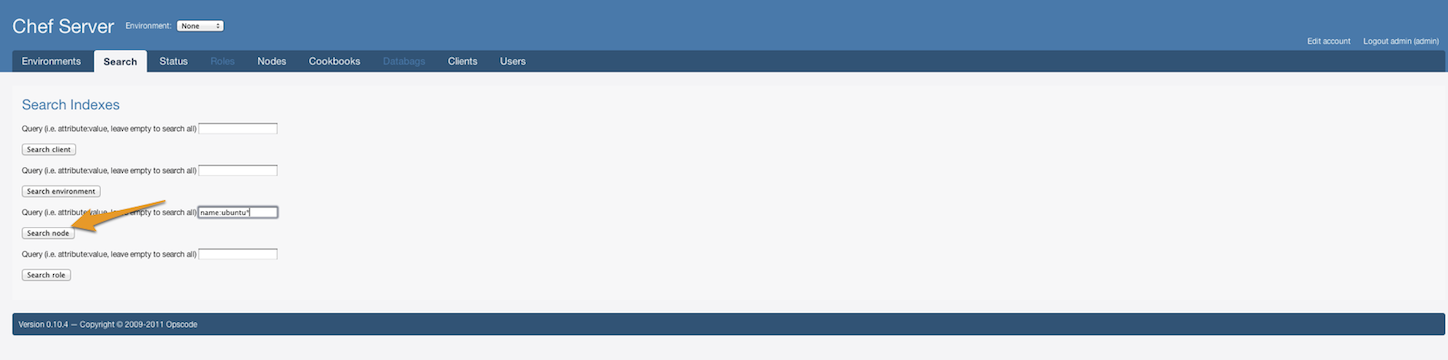 Chef Server Environment: None
Edit account Logout admin (admin)
Environments Search Status Roles Nodes Cookbooks Databags Clients Users
Search Indexes
Query (i.e. attribute:value, leave empty to search all)
Search client
Query (i.e. attribute:value, leave empty to search all)
Search environment
Query (i.e. attribute:value, leave empty to search all) name:ubuntu*
Search node
Query (i.e. attribute:value, leave empty to search all)
Search role
Version 0.10.4 — Copyright © 2009-2011 Opscode